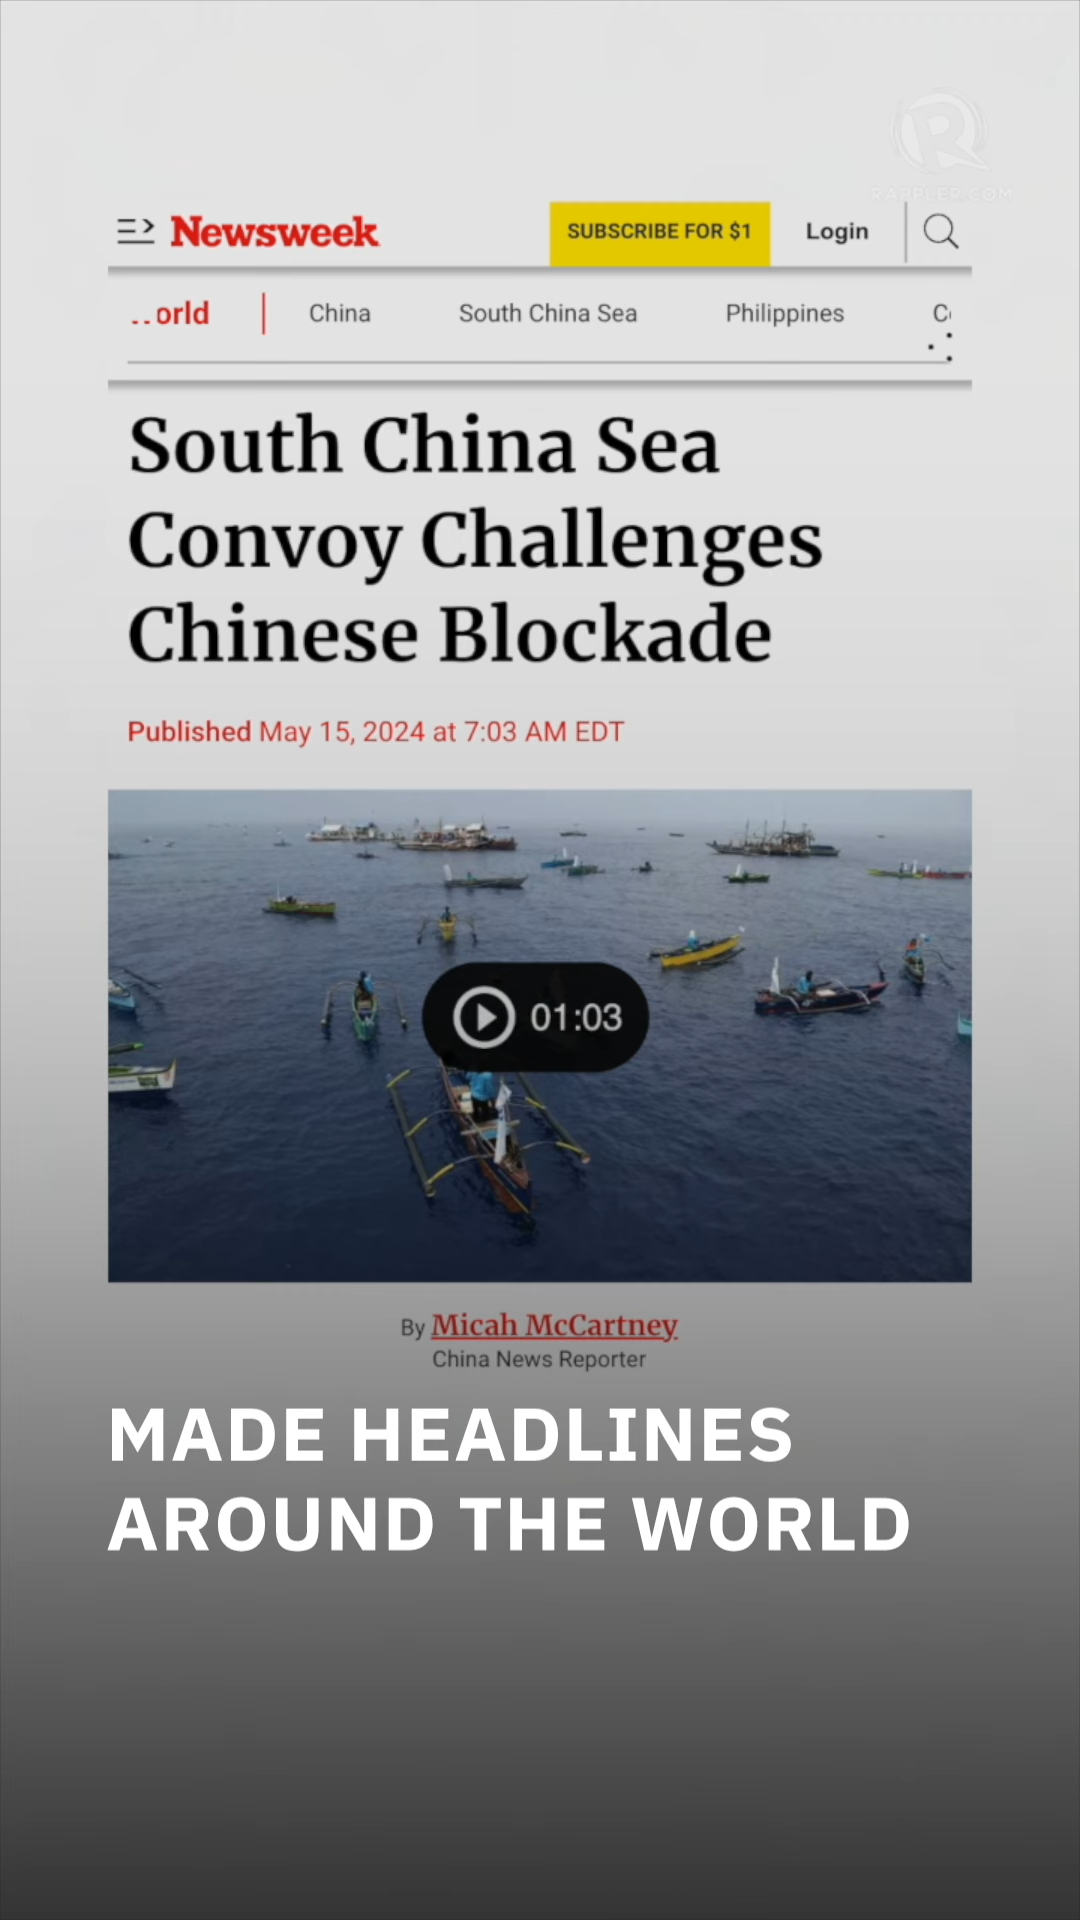 RAPPLER.COM
Newsweek
SUBSCRIBE FOR $1
Login
China
South China Sea
Philippines
South China Sea
Convoy Challenges
Chinese Blockade
Published May 15, 2024 at 7:03 AM EDT
01:03
By Micah McCartney
China News Reporter
MADE HEADLINES
AROUND THE WORLD